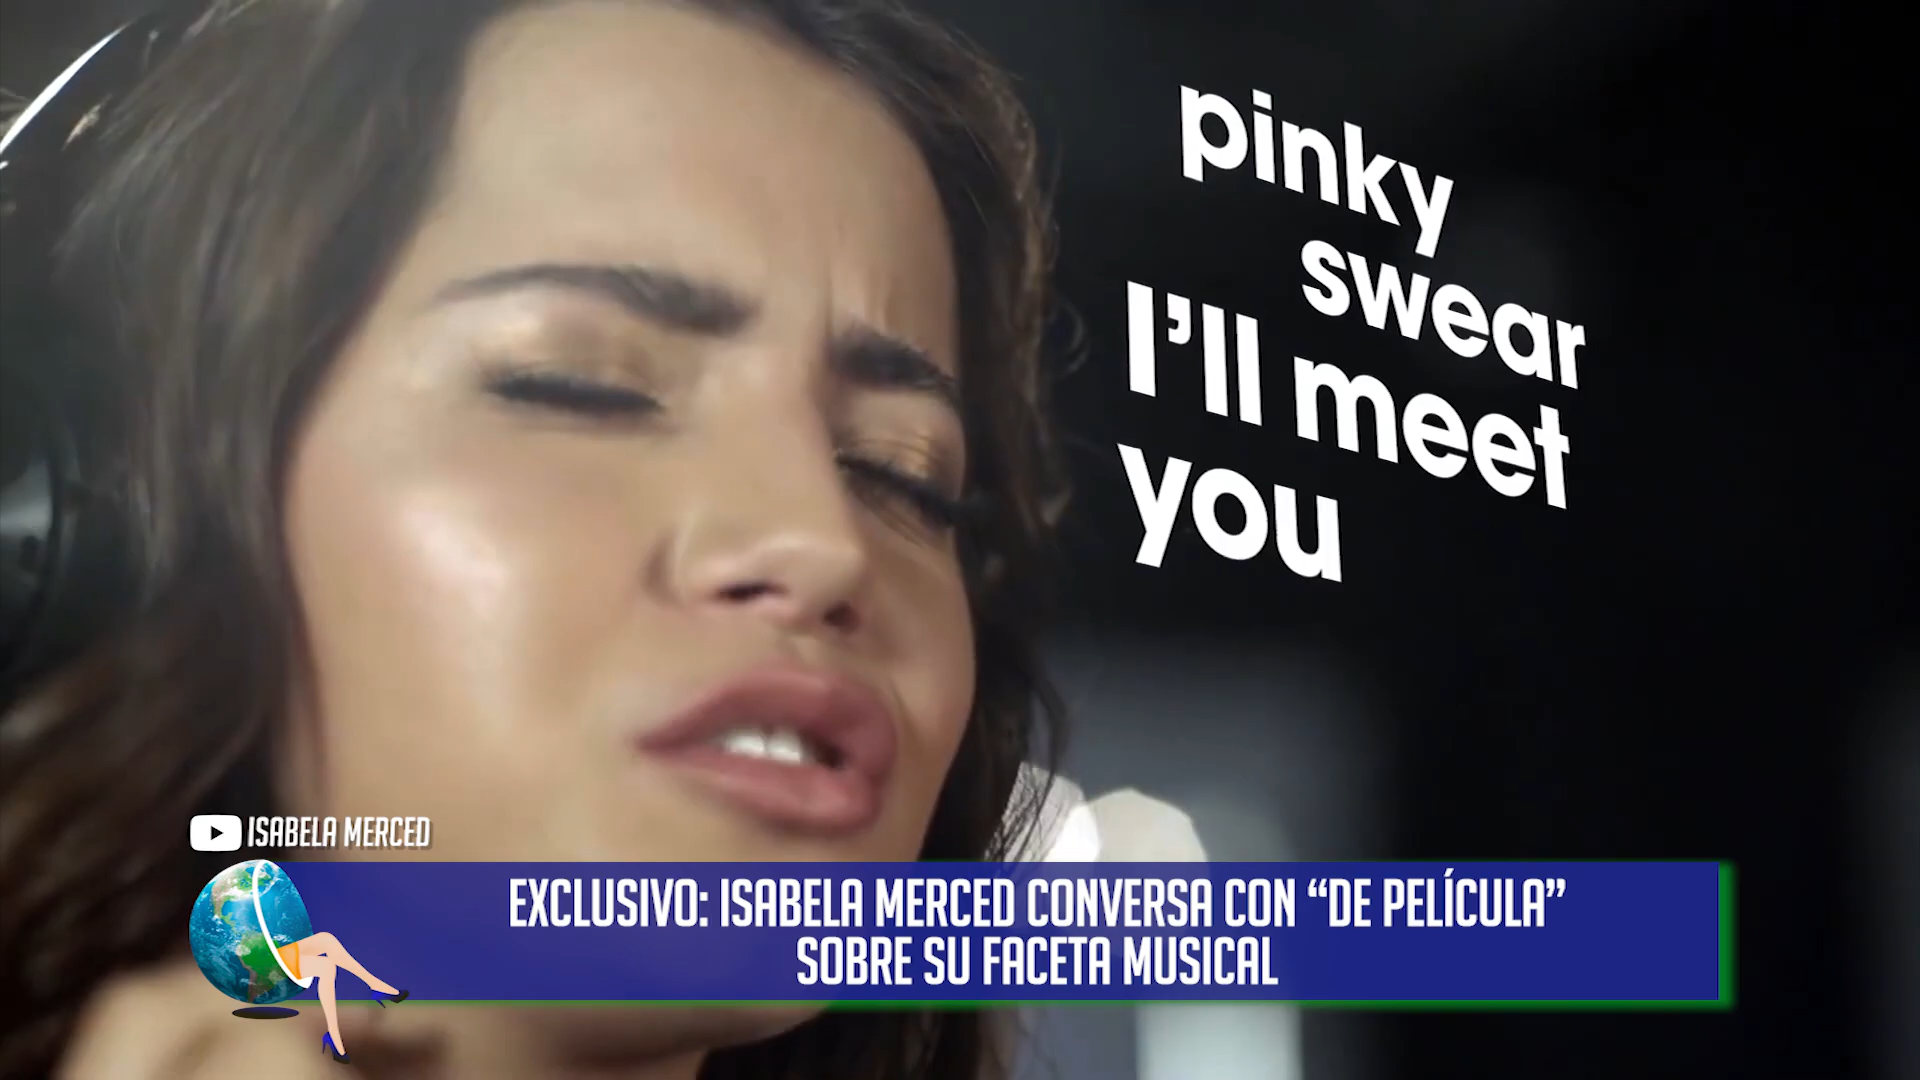 pinky
swear
I'll meet
you
ISABELA MERCED
EXCLUSIVO: ISABELA MERCED CONVERSA CON “DE PELÍCULA”
SOBRE SU FACETA MUSICAL